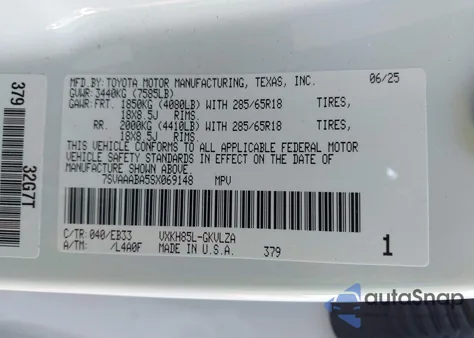 MFD.BY:TOYOTA MOTOR MANUFACTURING, TEXAS, INC. 06/25
GVWR:3440KG (7585LB)
GAWR:FRT. 1850KG (4080LB) WITH 285/65R18 TIRES,
18X8.5J RIMS.
RR. 2000KG (4410LB) WITH 285/65R18 TIRES,
18X8.5J RIMS.
THIS VEHICLE CONFORMS TO ALL APPLICABLE FEDERAL MOTOR
VEHICLE SAFETY STANDARDS IN EFFECT ON THE DATE OF
MANUFACTURE SHOWN ABOVE.
7SVAAABA5SX069148 MPV
C/TR:040/EB33 VXKH85L-GKVLZA
A/TM: /L4A0F MADE IN U.S.A. 379 1
379
32G7T
autoSnap